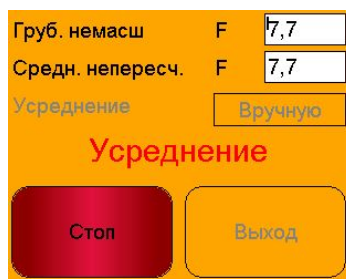 Груб. немасш F 7,7
Средн. непересч. F 7,7
Усреднение Вручную
Усреднение
Стоп Выход